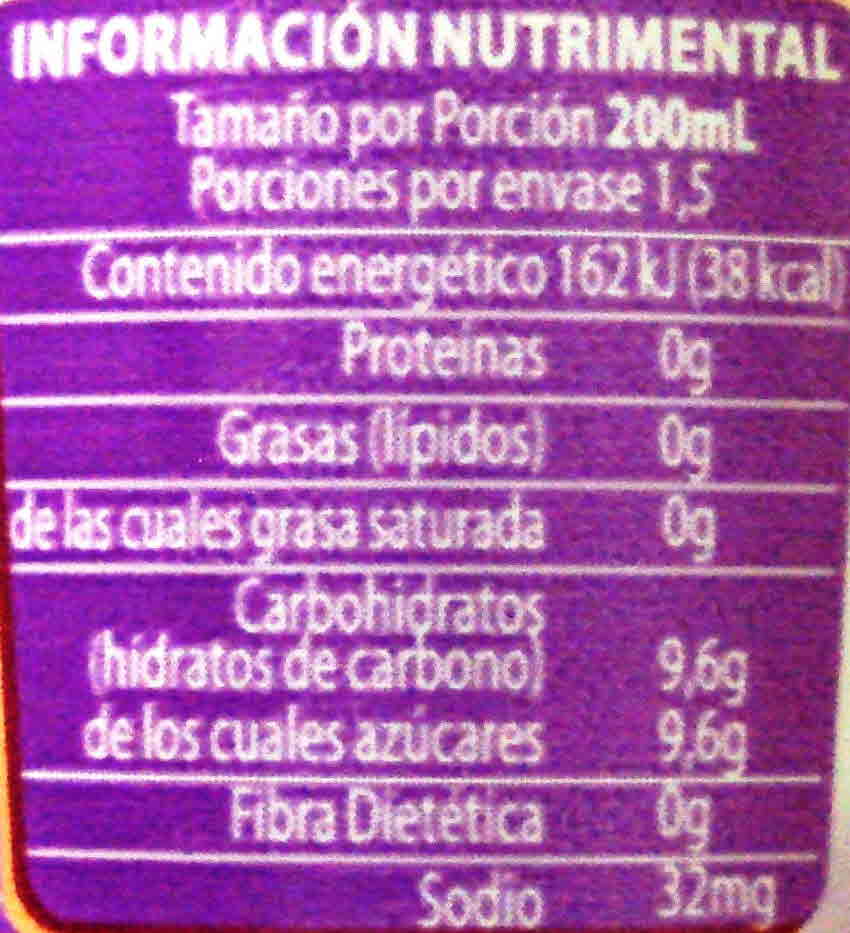 INFORMACIÓN NUTRIMENTAL
Tamaño por Porción 200mL
Porciones por envase 1,5
Contenido energético 162 kJ (38 kcal)
Proteínas 0g
Grasas (lípidos) 0g
de las cuales grasa saturada 0g
Carbohidratos
(hidratos de carbono) 9,6g
de los cuales azúcares 9,6g
Fibra Dietética 0g
Sodio 32mg